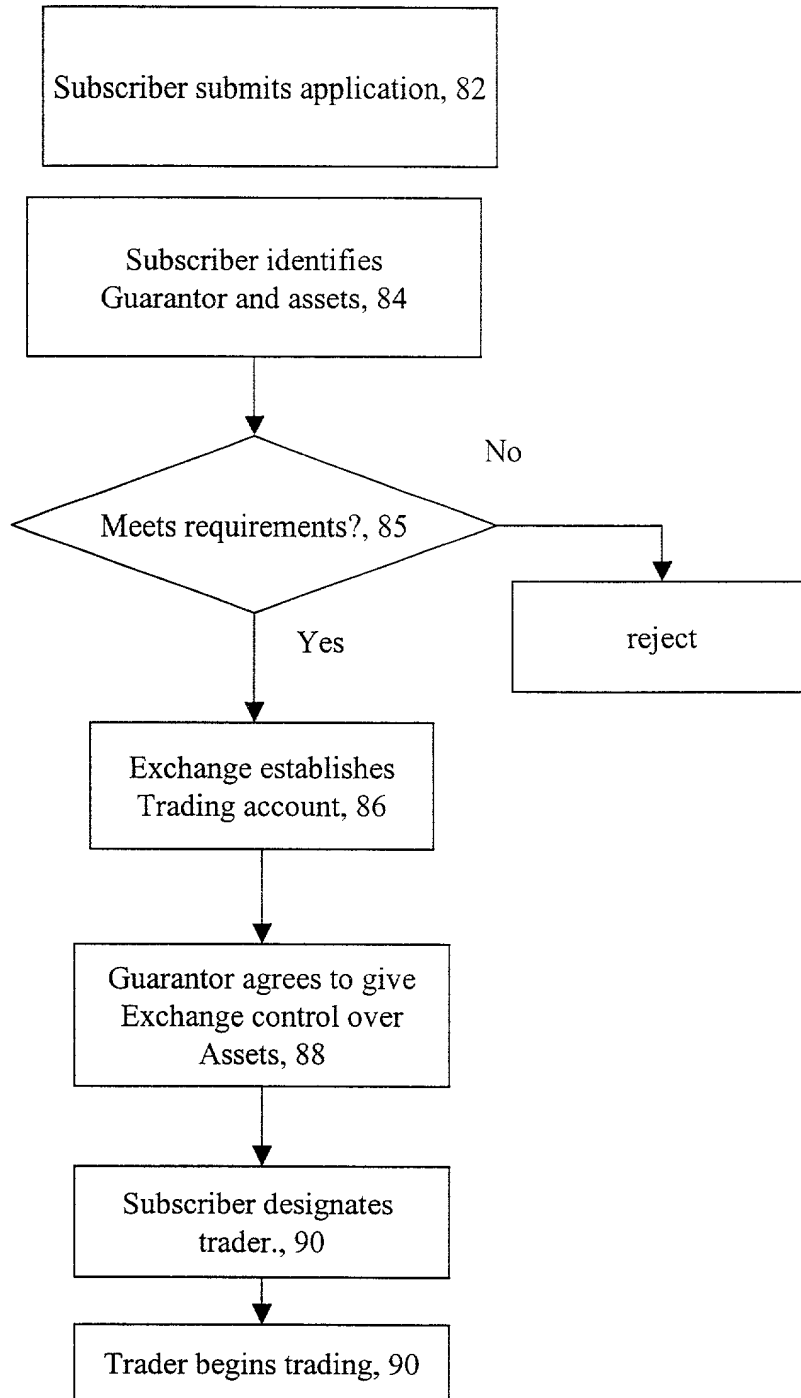 Subscriber submits application, 82
Subscriber identifies
Guarantor and assets, 84
No
Meets requirements?, 85
Yes
reject
Exchange establishes
Trading account, 86
Guarantor agrees to give
Exchange control over
Assets, 88
Subscriber designates
trader., 90
Trader begins trading, 90